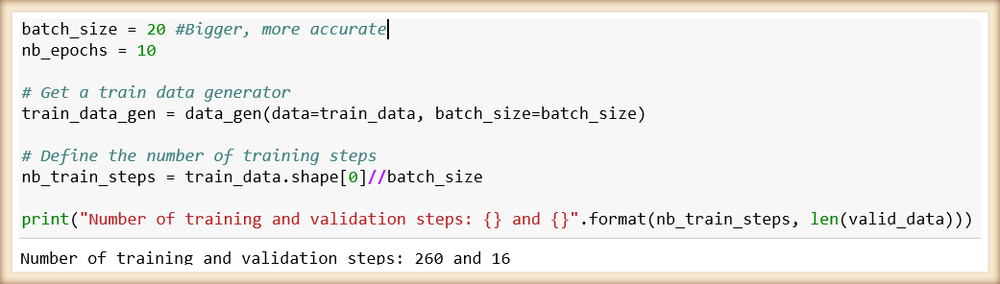 batch_size = 20 #Bigger, more accurate
nb_epochs = 10
# Get a train data generator
train_data_gen = data_gen(data=train_data, batch_size=batch_size)
# Define the number of training steps
nb_train_steps = train_data.shape[0]//batch_size
print("Number of training and validation steps: {} and {}".format(nb_train_steps, len(valid_data)))
Number of training and validation steps: 260 and 16